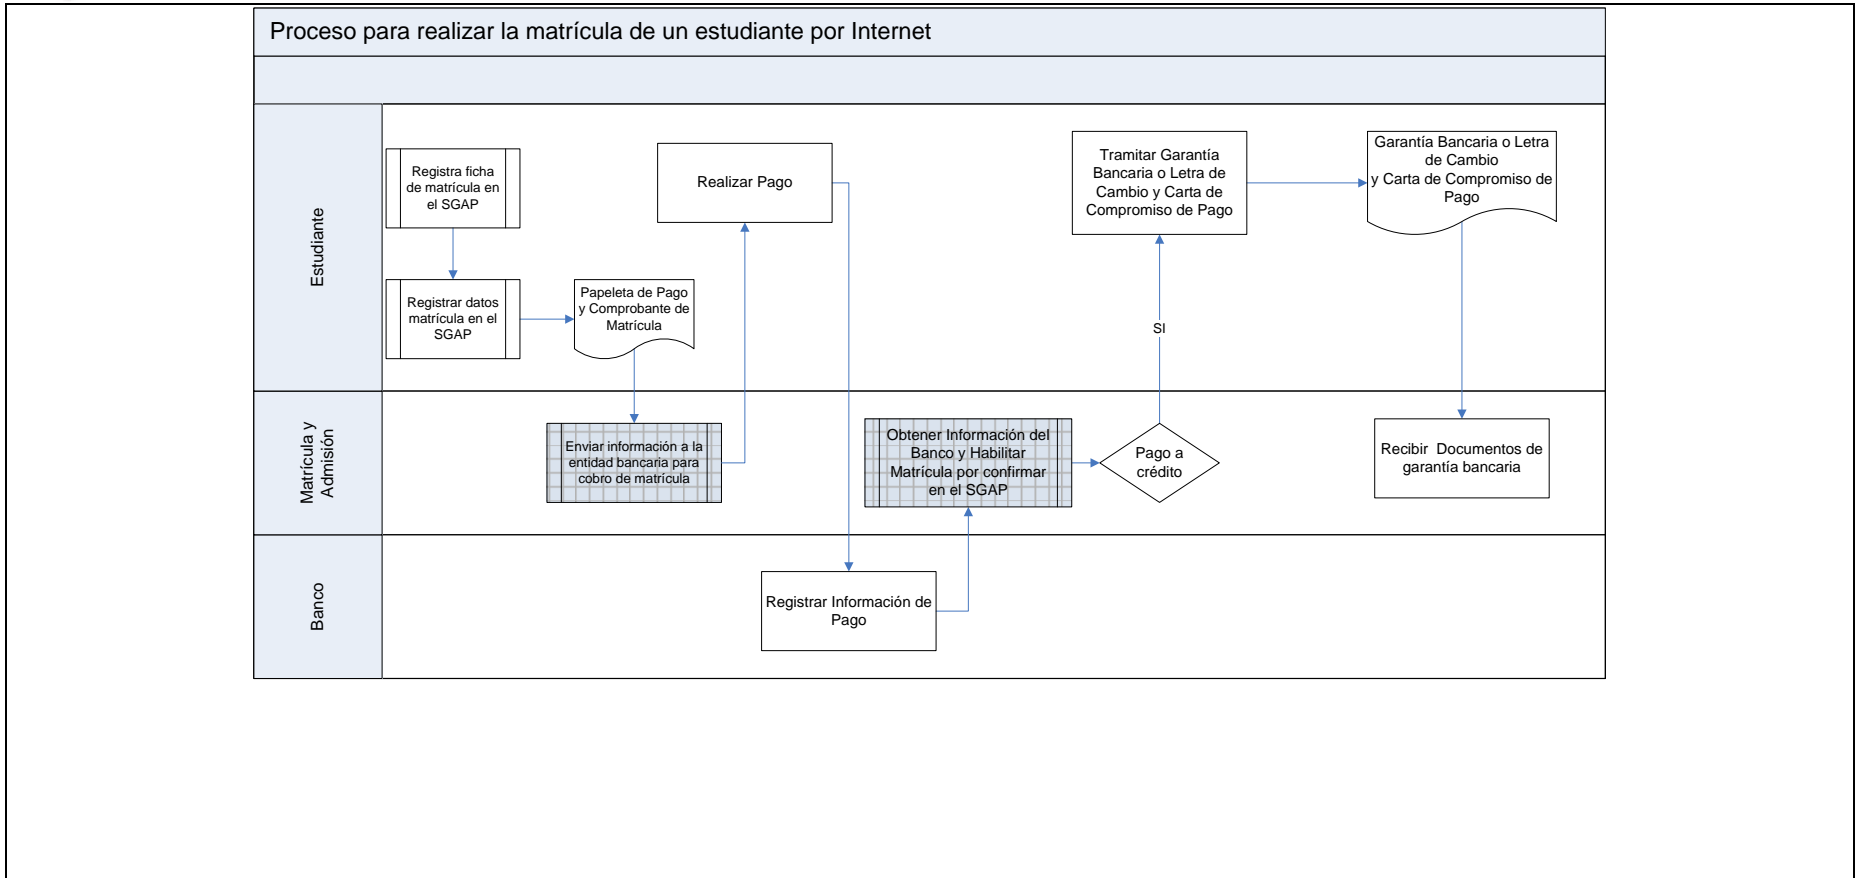 Proceso para realizar la matrícula de un estudiante por Internet
Estudiante
Registra ficha
de matrícula en
el SGAP
Registrar datos
matrícula en el
SGAP
Papeleta de Pago
y Comprobante de
Matrícula
Realizar Pago
Tramitar Garantía
Bancaria o Letra de
Cambio y Carta de
Compromiso de Pago
Garantía Bancaria o Letra
de Cambio
y Carta de Compromiso de
Pago
SI
Matrícula y
Admisión
Enviar información a la
entidad bancaria para
cobro de matrícula
Obtener Información del
Banco y Habilitar
Matrícula por confirmar
en el SGAP
Pago a
crédito
Recibir Documentos de
garantía bancaria
Banco
Registrar Información de
Pago